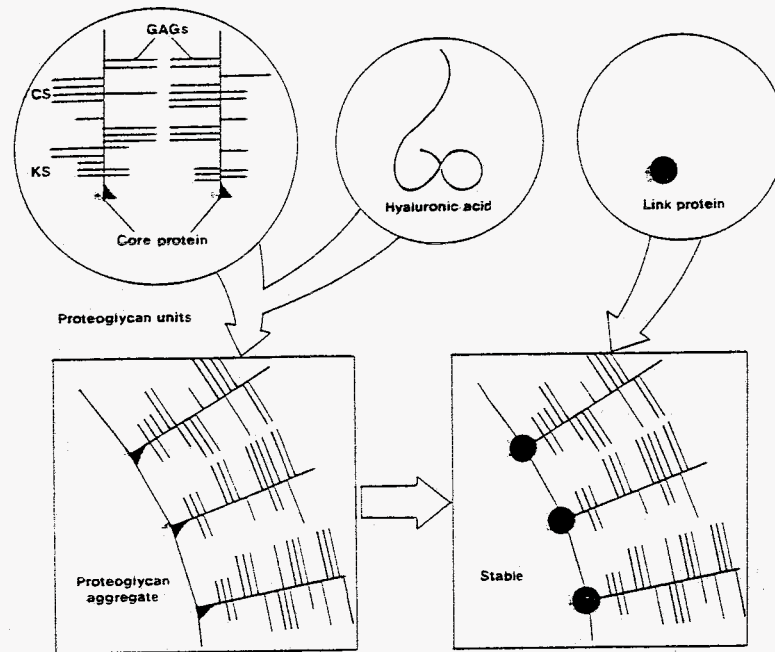 GAGs
CS
KS
Core protein
Hyaluronic acid
Link protein
Proteoglycan units
Proteoglycan
aggregate
Stable